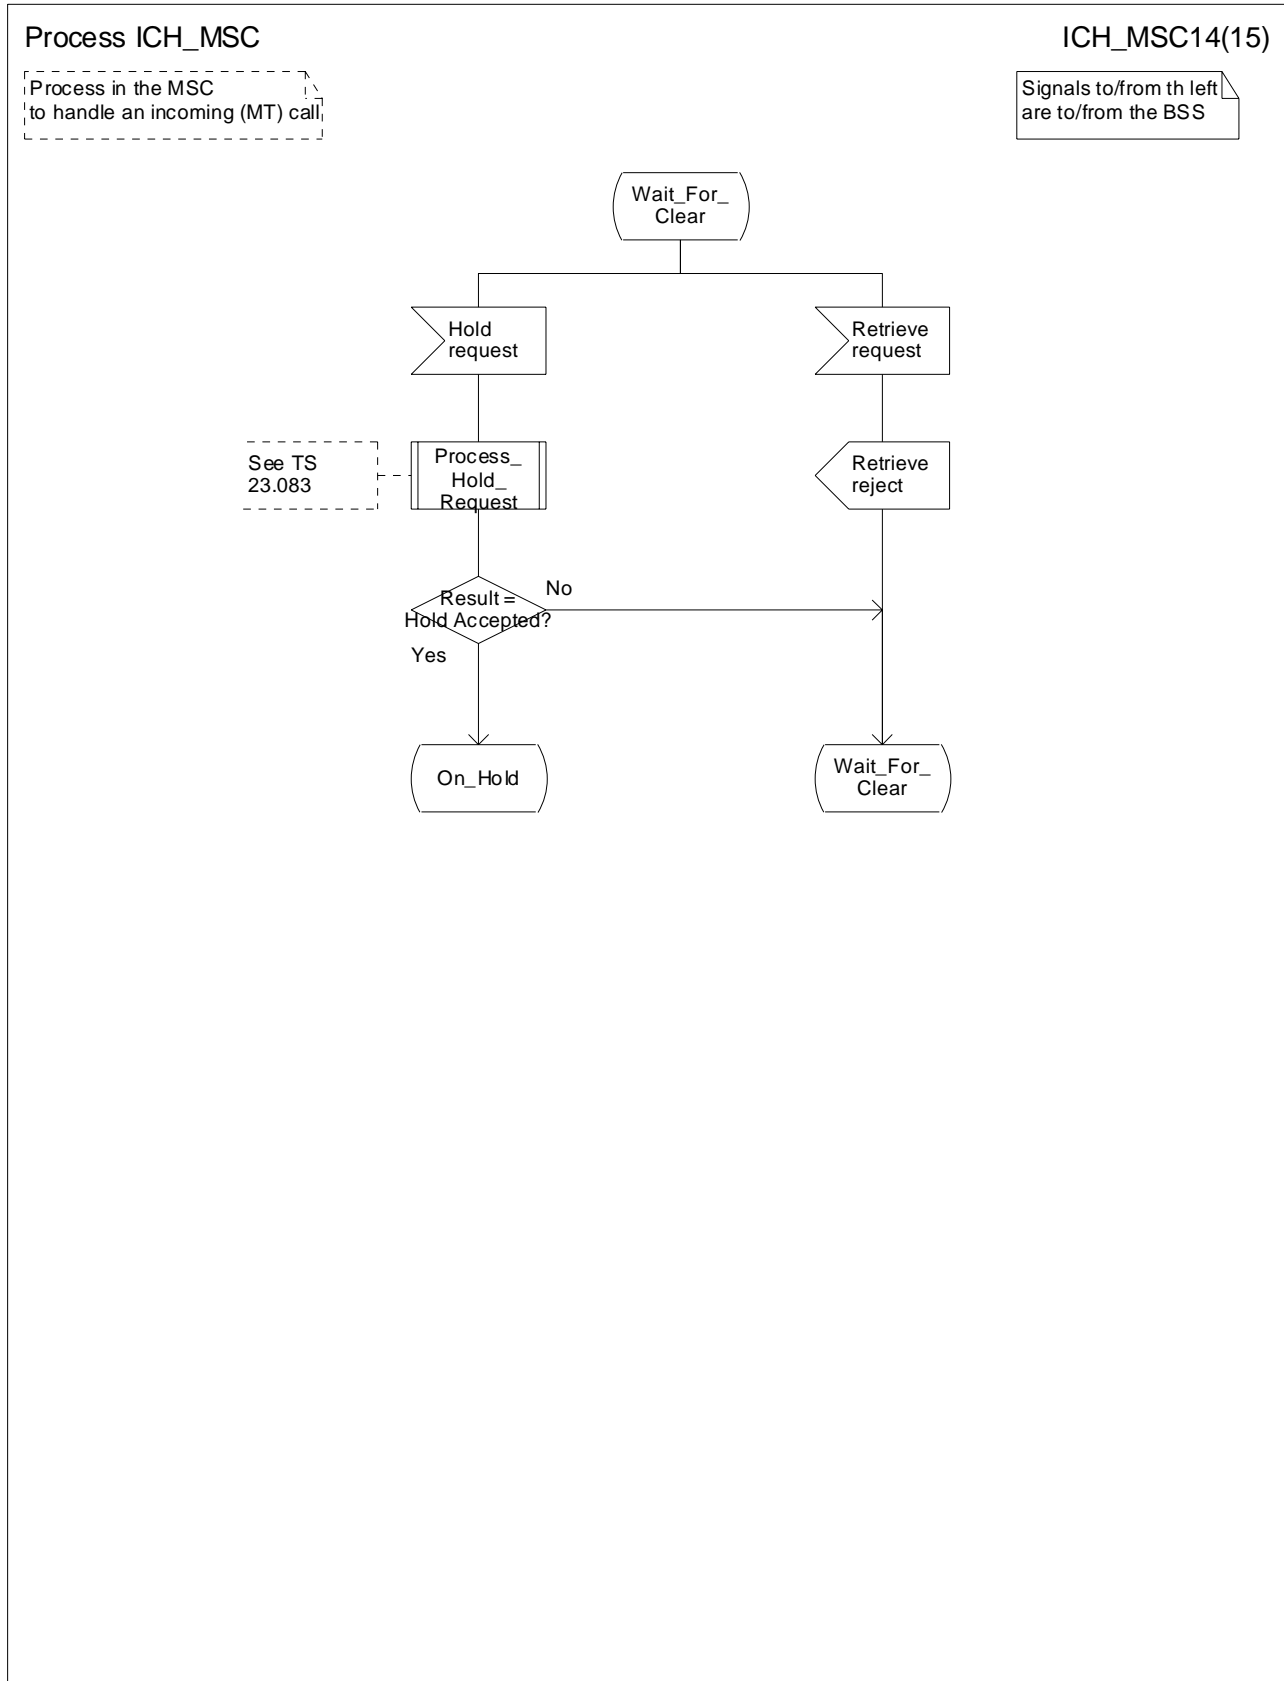 Process ICH_MSC
ICH_MSC14(15)
Process in the MSC
to handle an incoming (MT) call
Signals to/from th left
are to/from the BSS
Wait_For_
Clear
Hold
request
Retrieve
request
See TS
23.083
Process_
Hold_
Request
Retrieve
reject
Result =
Hold Accepted?
No
Yes
On_Hold
Wait_For_
Clear